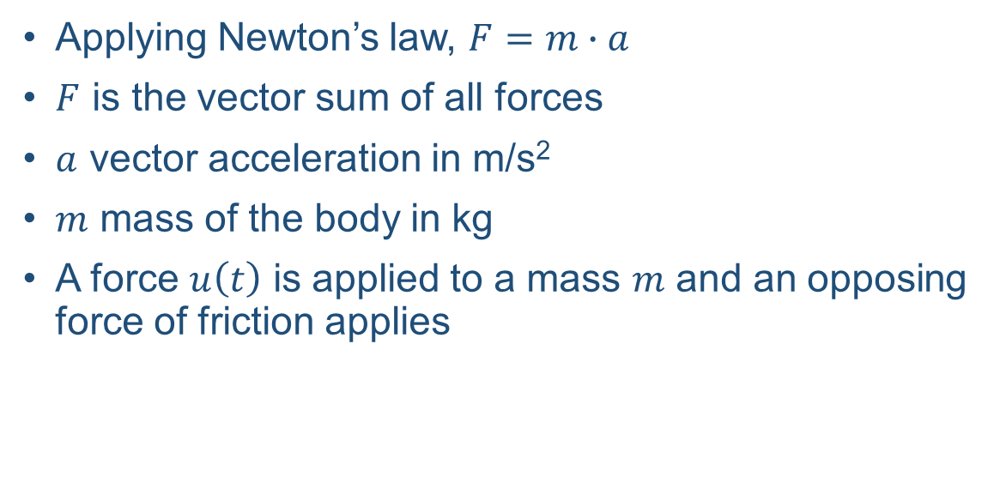 • Applying Newton’s law, 𝐹 = 𝑚 ⋅ 𝑎
• 𝐹 is the vector sum of all forces
• 𝑎 vector acceleration in m/s²
• 𝑚 mass of the body in kg
• A force 𝑢(𝑡) is applied to a mass 𝑚 and an opposing
force of friction applies